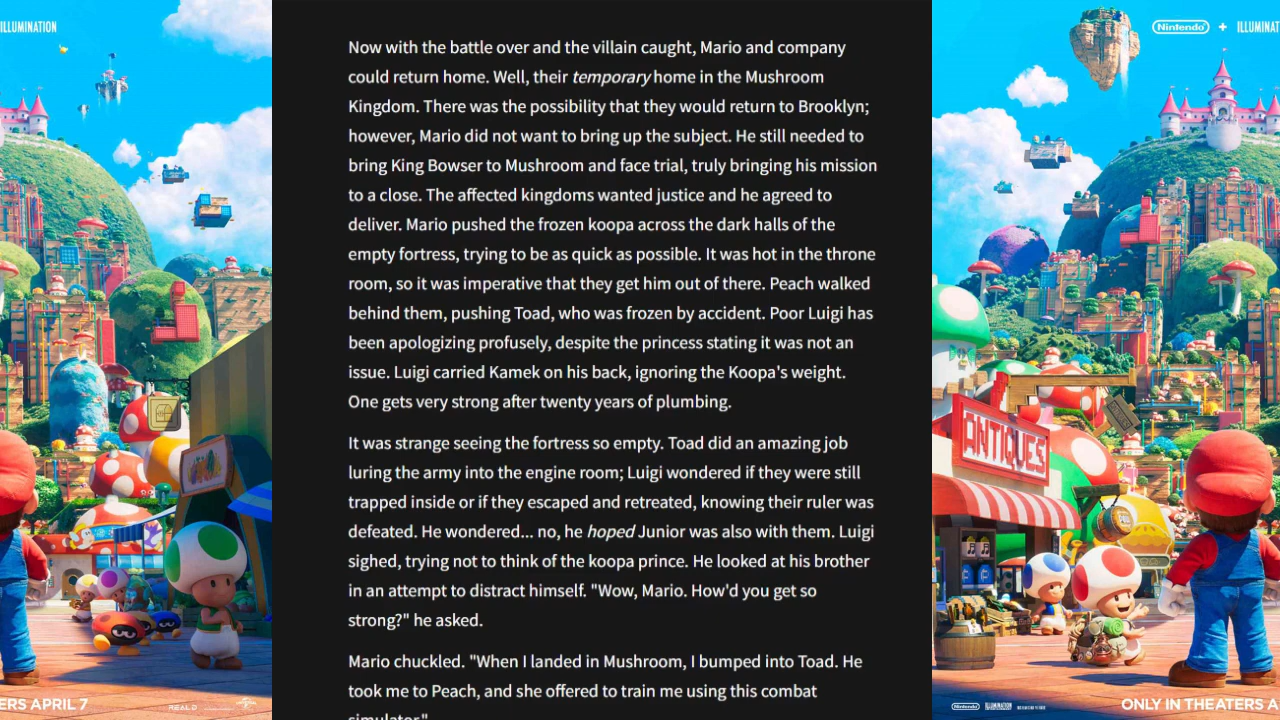 ILLUMINATION
Now with the battle over and the villain caught, Mario and company
could return home. Well, their temporary home in the Mushroom
Kingdom. There was the possibility that they would return to Brooklyn;
however, Mario did not want to bring up the subject. He still needed to
bring King Bowser to Mushroom and face trial, truly bringing his mission
to a close. The affected kingdoms wanted justice and he agreed to
deliver. Mario pushed the frozen koopa across the dark halls of the
empty fortress, trying to be as quick as possible. It was hot in the throne
room, so it was imperative that they get him out of there. Peach walked
behind them, pushing Toad, who was frozen by accident. Poor Luigi has
been apologizing profusely, despite the princess stating it was not an
issue. Luigi carried Kamek on his back, ignoring the Koopa's weight.
One gets very strong after twenty years of plumbing.
It was strange seeing the fortress so empty. Toad did an amazing job
luring the army into the engine room; Luigi wondered if they were still
trapped inside or if they escaped and retreated, knowing their ruler was
defeated. He wondered... no, he hoped Junior was also with them. Luigi
sighed, trying not to think of the koopa prince. He looked at his brother
in an attempt to distract himself. "Wow, Mario. How'd you get so
strong?" he asked.
Mario chuckled. "When I landed in Mushroom, I bumped into Toad. He
took me to Peach, and she offered to train me using this combat
simulator."
ERS APRIL 7
REALD
Nintendo + ILLUMINAT
ANTIQUES
Nintendo ILLUMINATION
ONLY IN THEATERS A